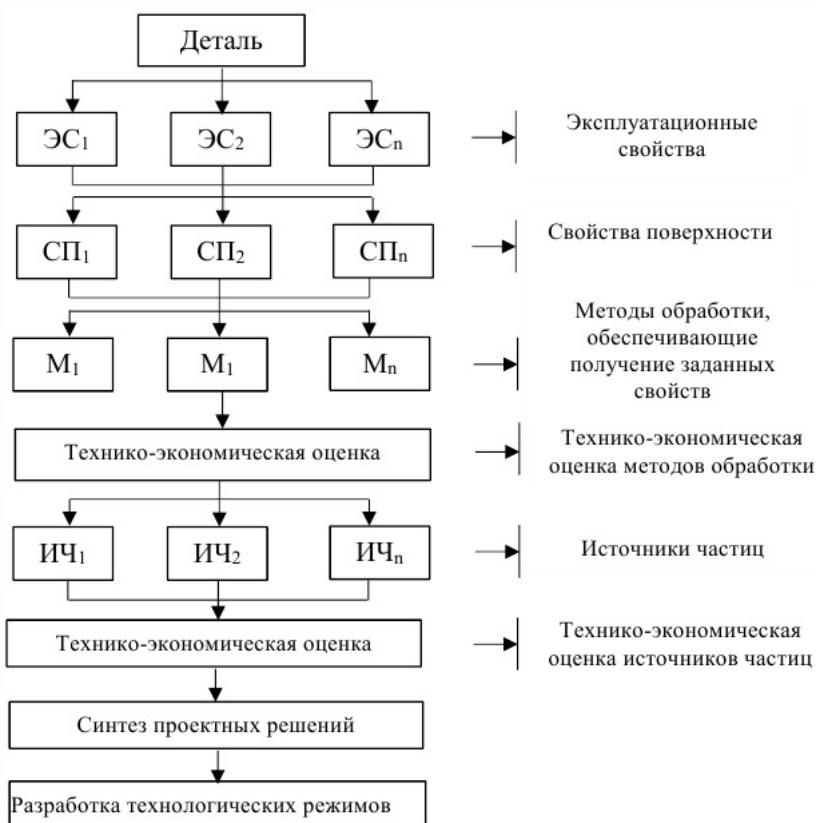 Деталь
ЭС1 ЭС2 ЭСn
Эксплуатационные
свойства
СП1 СП2 СПn
Свойства поверхности
М1 М1 Мn
Методы обработки,
обеспечивающие
получение заданных
свойств
Технико-экономическая оценка
Технико-экономическая
оценка методов обработки
ИЧ1 ИЧ2 ИЧn
Источники частиц
Технико-экономическая оценка
Технико-экономическая
оценка источников частиц
Синтез проектных решений
Разработка технологических режимов